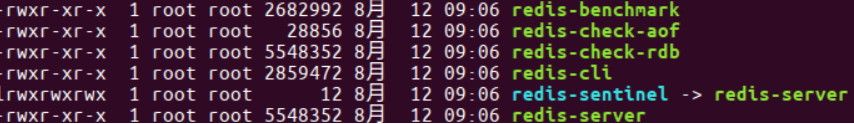 -rwxr-xr-x 1 root root 2682992 8月 12 09:06 redis-benchmark
-rwxr-xr-x 1 root root 28856 8月 12 09:06 redis-check-aof
-rwxr-xr-x 1 root root 5548352 8月 12 09:06 redis-check-rdb
-rwxr-xr-x 1 root root 2859472 8月 12 09:06 redis-cli
lrwxrwxrwx 1 root root 12 8月 12 09:06 redis-sentinel -> redis-server
-rwxr-xr-x 1 root root 5548352 8月 12 09:06 redis-server